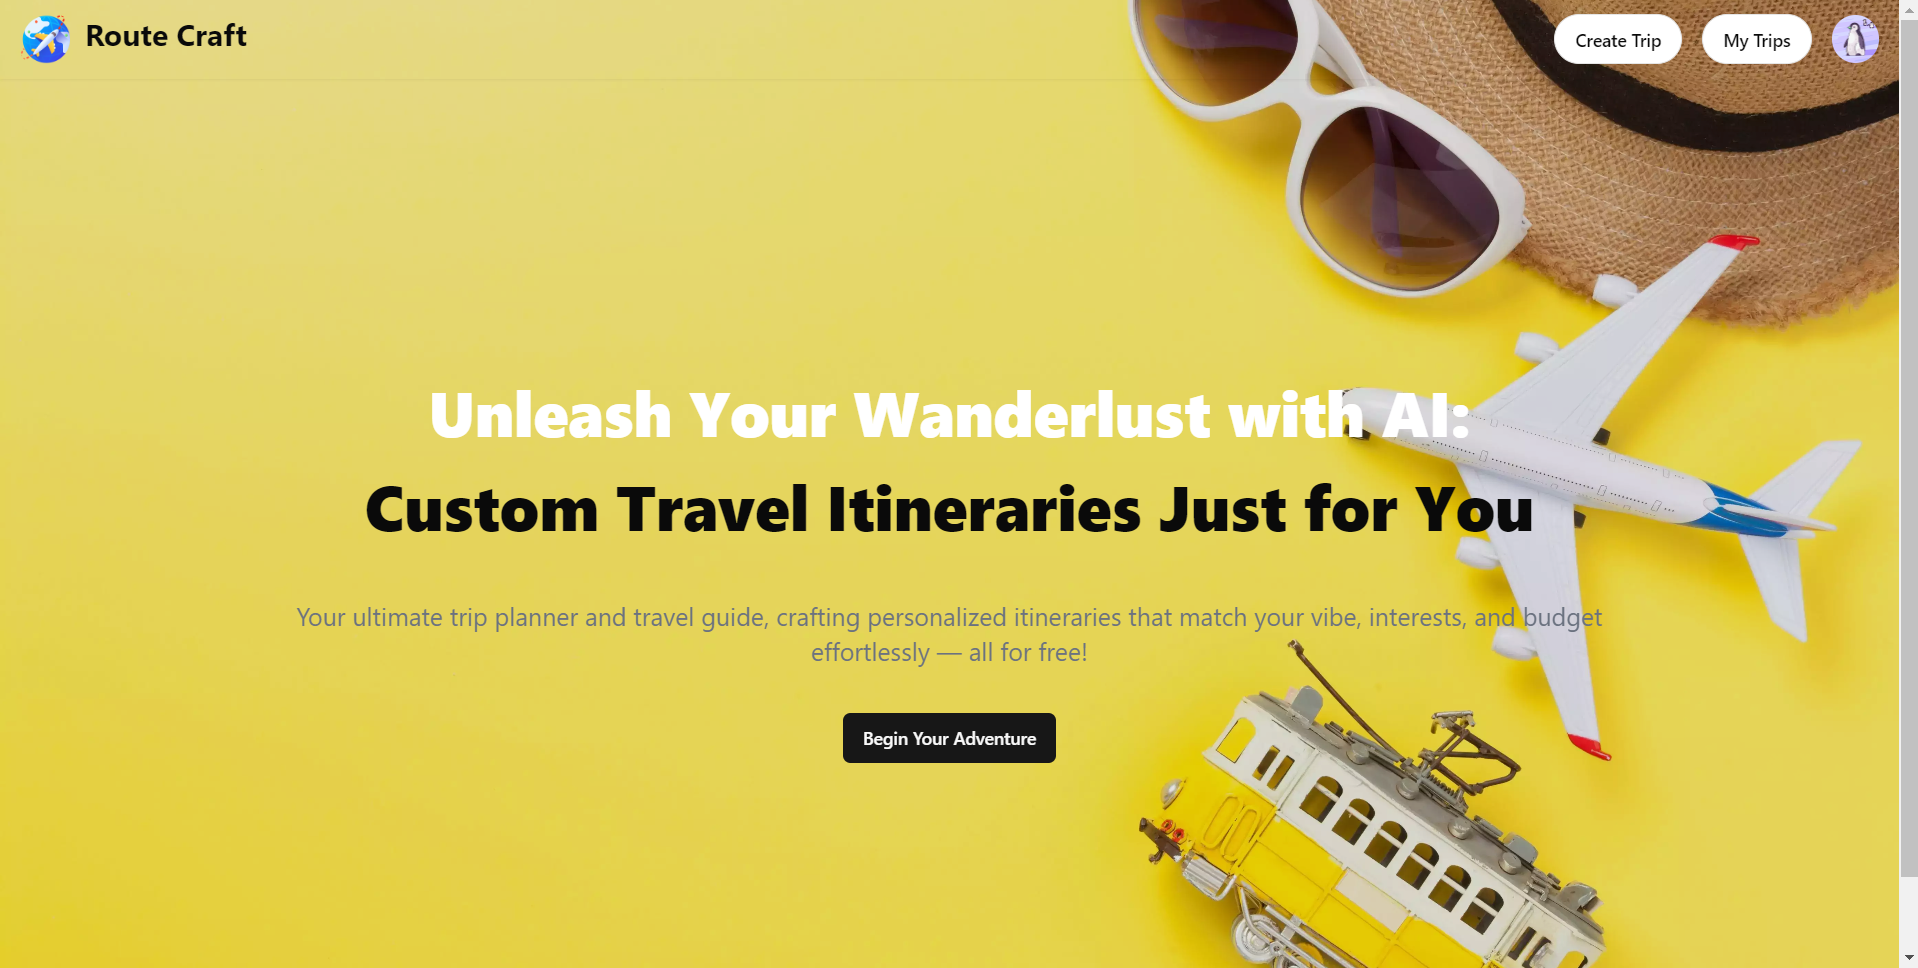 Route Craft
Create Trip
My Trips
Unleash Your Wanderlust with AI:
Custom Travel Itineraries Just for You
Your ultimate trip planner and travel guide, crafting personalized itineraries that match your vibe, interests, and budget
effortlessly — all for free!
Begin Your Adventure